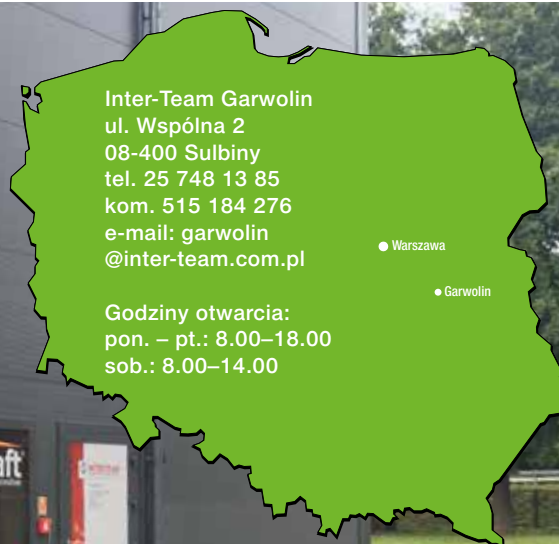 Inter-Team Garwolin
ul. Wspólna 2
08-400 Sulbiny
tel. 25 748 13 85
kom. 515 184 276
e-mail: garwolin
@inter-team.com.pl
Godziny otwarcia:
pon. – pt.: 8.00–18.00
sob.: 8.00–14.00
Warszawa
Garwolin
aft